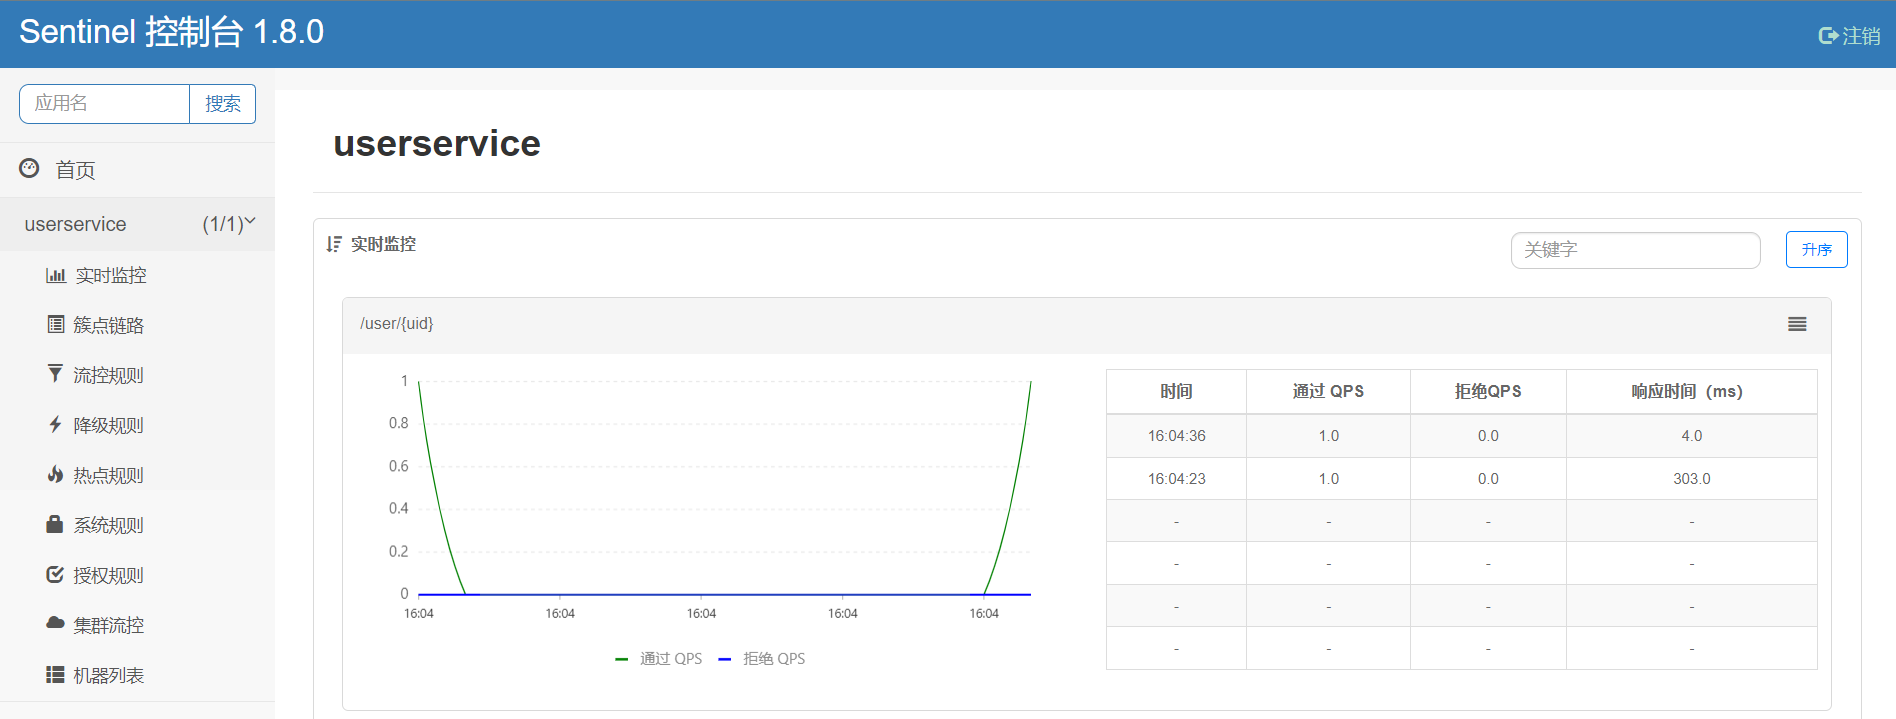 Sentinel 控制台 1.8.0
注销
应用名 搜索
首页
userservice (1/1)
实时监控
簇点链路
流控规则
降级规则
热点规则
系统规则
授权规则
集群流控
机器列表
userservice
实时监控 关键字 升序
/user/{uid}
1
0.8
0.6
0.4
0.2
0
16:04 16:04 16:04 16:04 16:04
通过 QPS 拒绝 QPS
时间 通过 QPS 拒绝QPS 响应时间（ms）
16:04:36 1.0 0.0 4.0
16:04:23 1.0 0.0 303.0
- - - -
- - - -
- - - -
- - - -